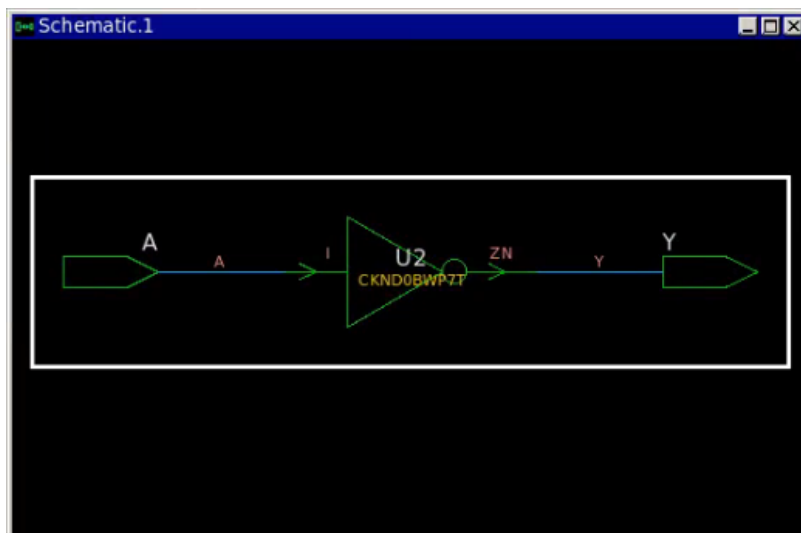 Schematic.1
A
A
I
U2
CKND0BWP7T
ZN
Y
Y